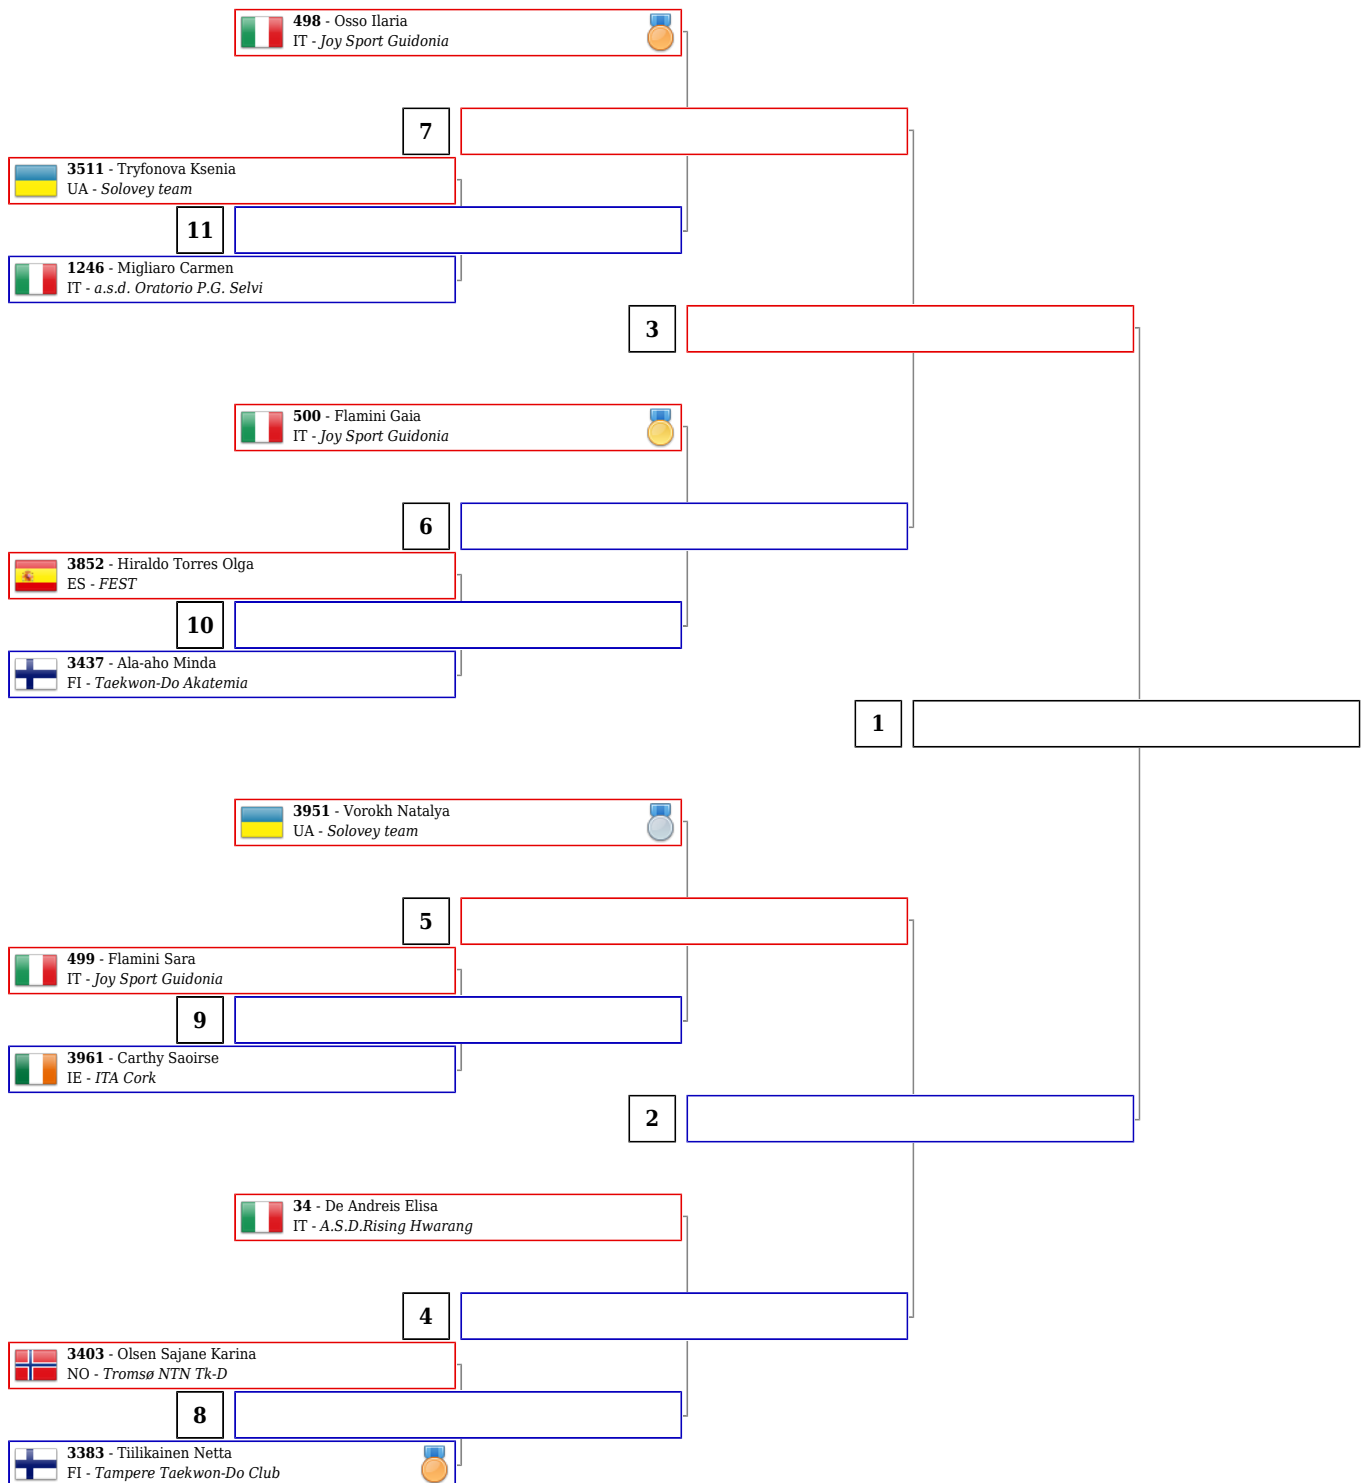 498 - Osso Ilaria
IT - Joy Sport Guidonia
7
3511 - Tryfonova Ksenia
UA - Solovey team
11
1246 - Migliaro Carmen
IT - a.s.d. Oratorio P.G. Selvi
3
500 - Flamini Gaia
IT - Joy Sport Guidonia
6
3852 - Hiraldo Torres Olga
ES - FEST
10
3437 - Ala-aho Minda
FI - Taekwon-Do Akatemia
1
3951 - Vorokh Natalya
UA - Solovey team
5
499 - Flamini Sara
IT - Joy Sport Guidonia
9
3961 - Carthy Saoirse
IE - ITA Cork
2
34 - De Andreis Elisa
IT - A.S.D.Rising Hwarang
4
3403 - Olsen Sajane Karina
NO - Tromsø NTN Tk-D
8
3383 - Tiilikainen Netta
FI - Tampere Taekwon-Do Club